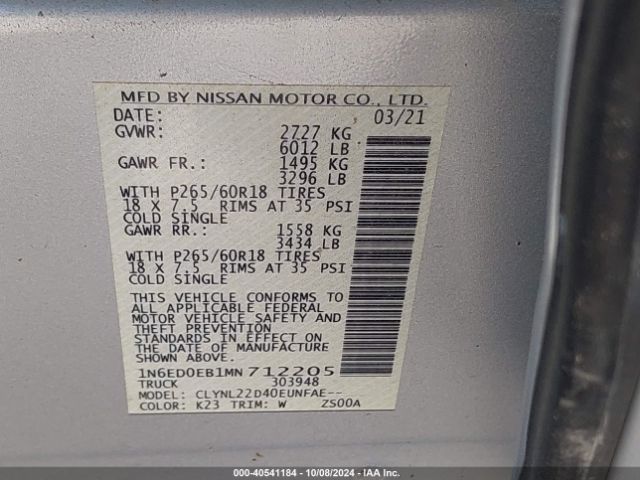 MFD BY NISSAN MOTOR CO., LTD.
DATE: 03/21
GVWR: 2727 KG
6012 LB
GAWR FR.: 1495 KG
3296 LB
WITH P265/60R18 TIRES
18 X 7.5 RIMS AT 35 PSI
COLD SINGLE
GAWR RR.: 1558 KG
3434 LB
WITH P265/60R18 TIRES
18 X 7.5 RIMS AT 35 PSI
COLD SINGLE
THIS VEHICLE CONFORMS TO
ALL APPLICABLE FEDERAL
MOTOR VEHICLE SAFETY AND
THEFT PREVENTION
STANDARDS IN EFFECT ON
THE DATE OF MANUFACTURE
SHOWN ABOVE.
1N6ED0EB1MN 712205
TRUCK 303948
MODEL: CLYNL22D40EUNFAE--
COLOR: K23 TRIM: W ZS00A
000-40541184 - 10/08/2024 - IAA Inc.